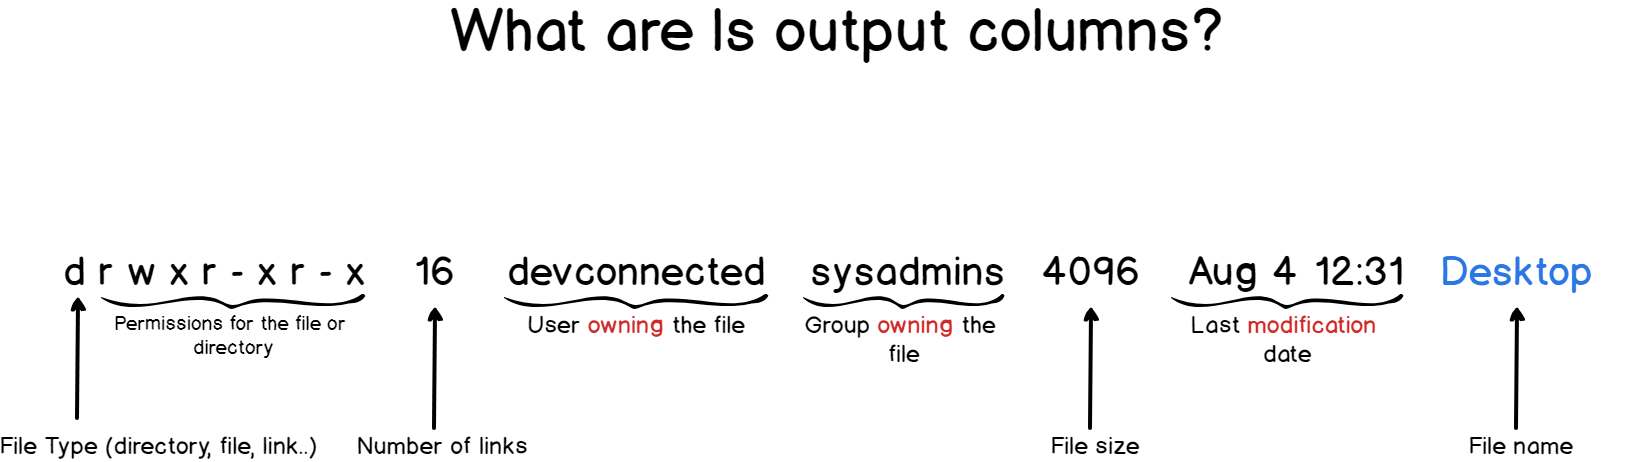 What are ls output columns?
d r w x r - x r - x 16 devconnected sysadmins 4096 Aug 4 12:31 Desktop
Permissions for the file or
directory
User owning the file
Group owning the
file
Last modification
date
File Type (directory, file, link..)
Number of links
File size
File name